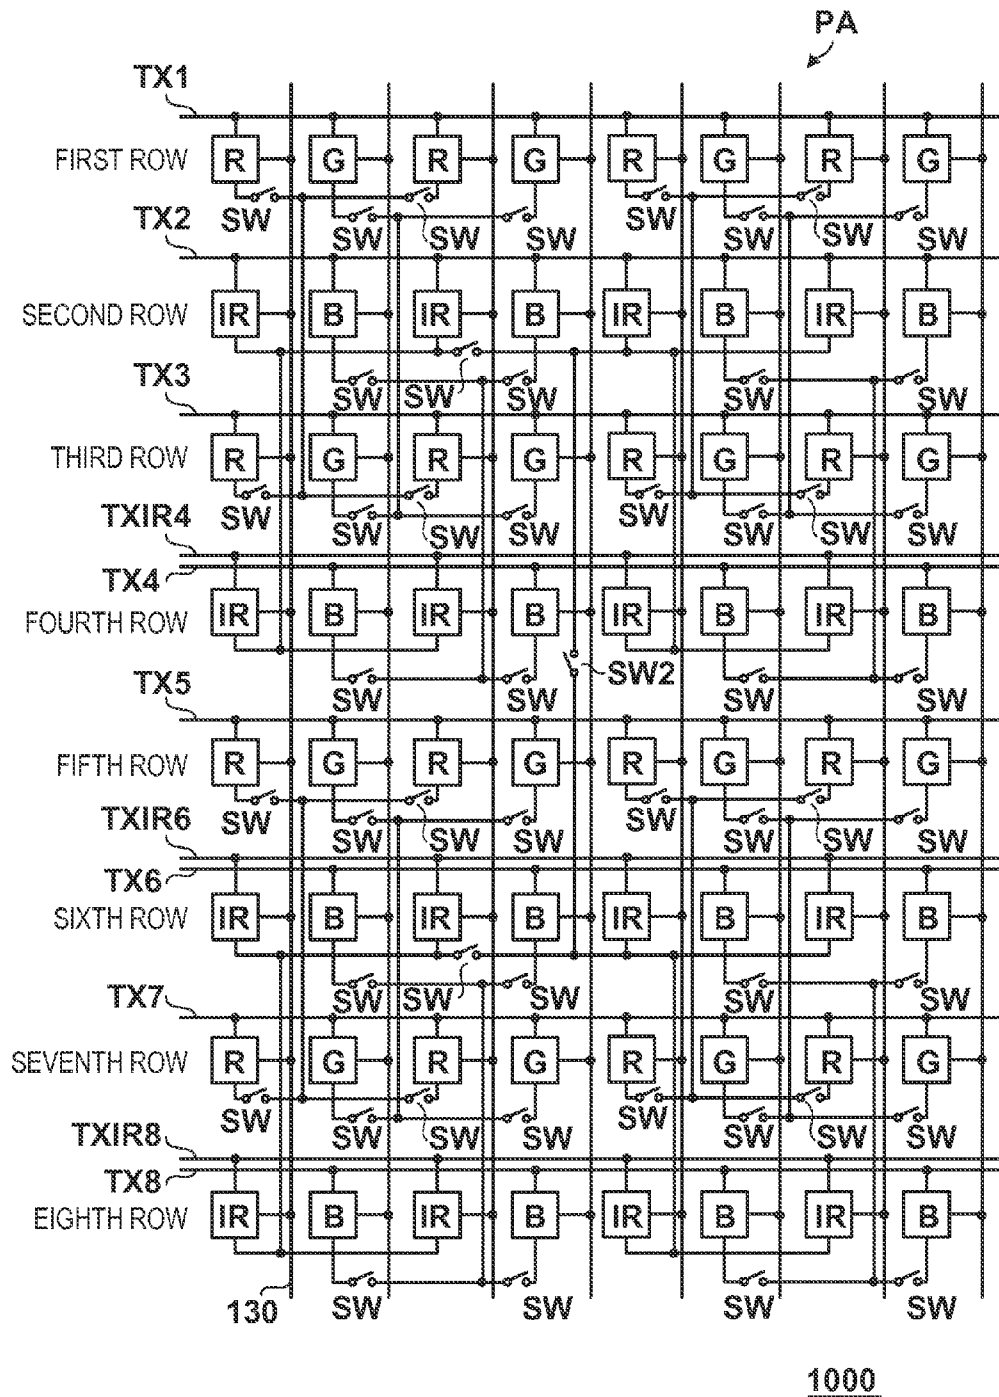 PA
TX1
FIRST ROW R G R G R G R G
SW SW SW SW SW SW SW SW
TX2
SECOND ROW IR B IR B IR B IR B
SW SW SW SW SW
TX3
THIRD ROW R G R G R G R G
SW SW SW SW SW SW SW SW
TXIR4
TX4
FOURTH ROW IR B IR B IR B IR B
SW SW SW2 SW SW
TX5
FIFTH ROW R G R G R G R G
SW SW SW SW SW SW SW SW
TXIR6
TX6
SIXTH ROW IR B IR B IR B IR B
SW SW SW SW SW
TX7
SEVENTH ROW R G R G R G R G
SW SW SW SW SW SW SW SW
TXIR8
TX8
EIGHTH ROW IR B IR B IR B IR B
130 SW SW SW SW
1000